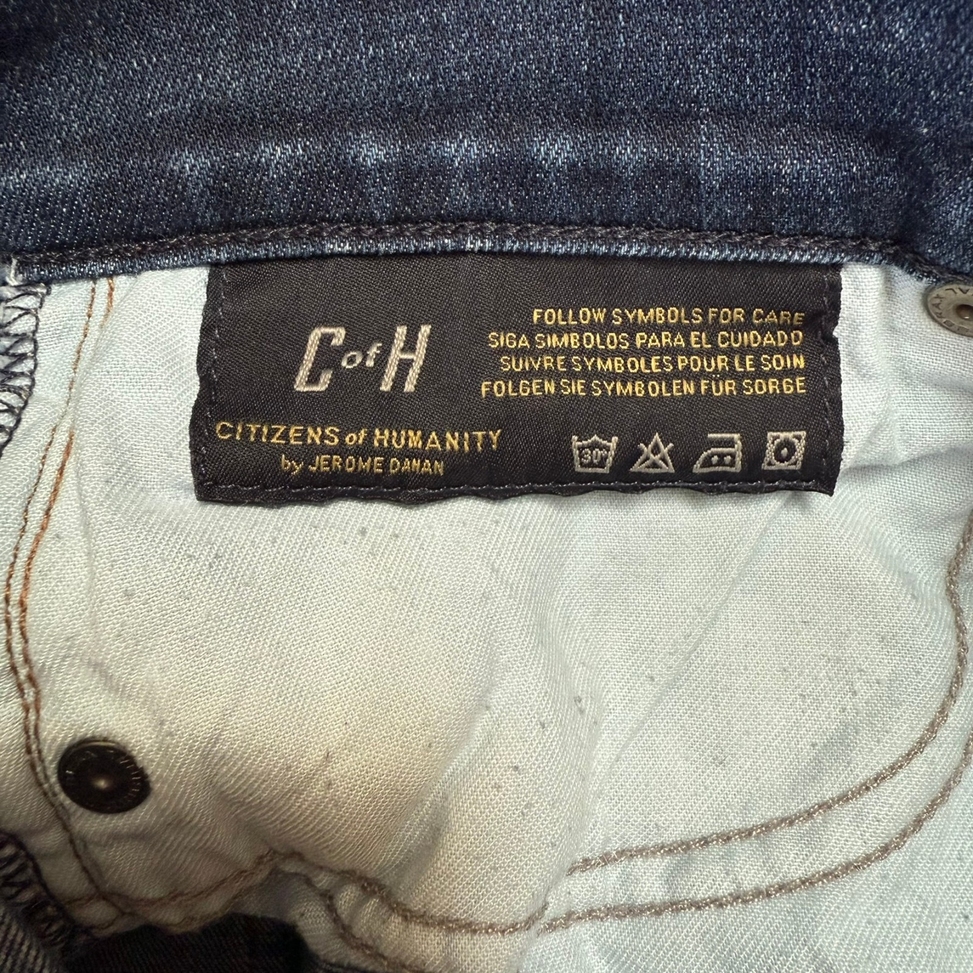 C of H
CITIZENS of HUMANITY
by JEROME DAHAN
FOLLOW SYMBOLS FOR CARE
SIGA SIMBOLOS PARA EL CUIDADO
SUIVRE SYMBOLES POUR LE SOIN
FOLGEN SIE SYMBOLEN FÜR SORGE
30°